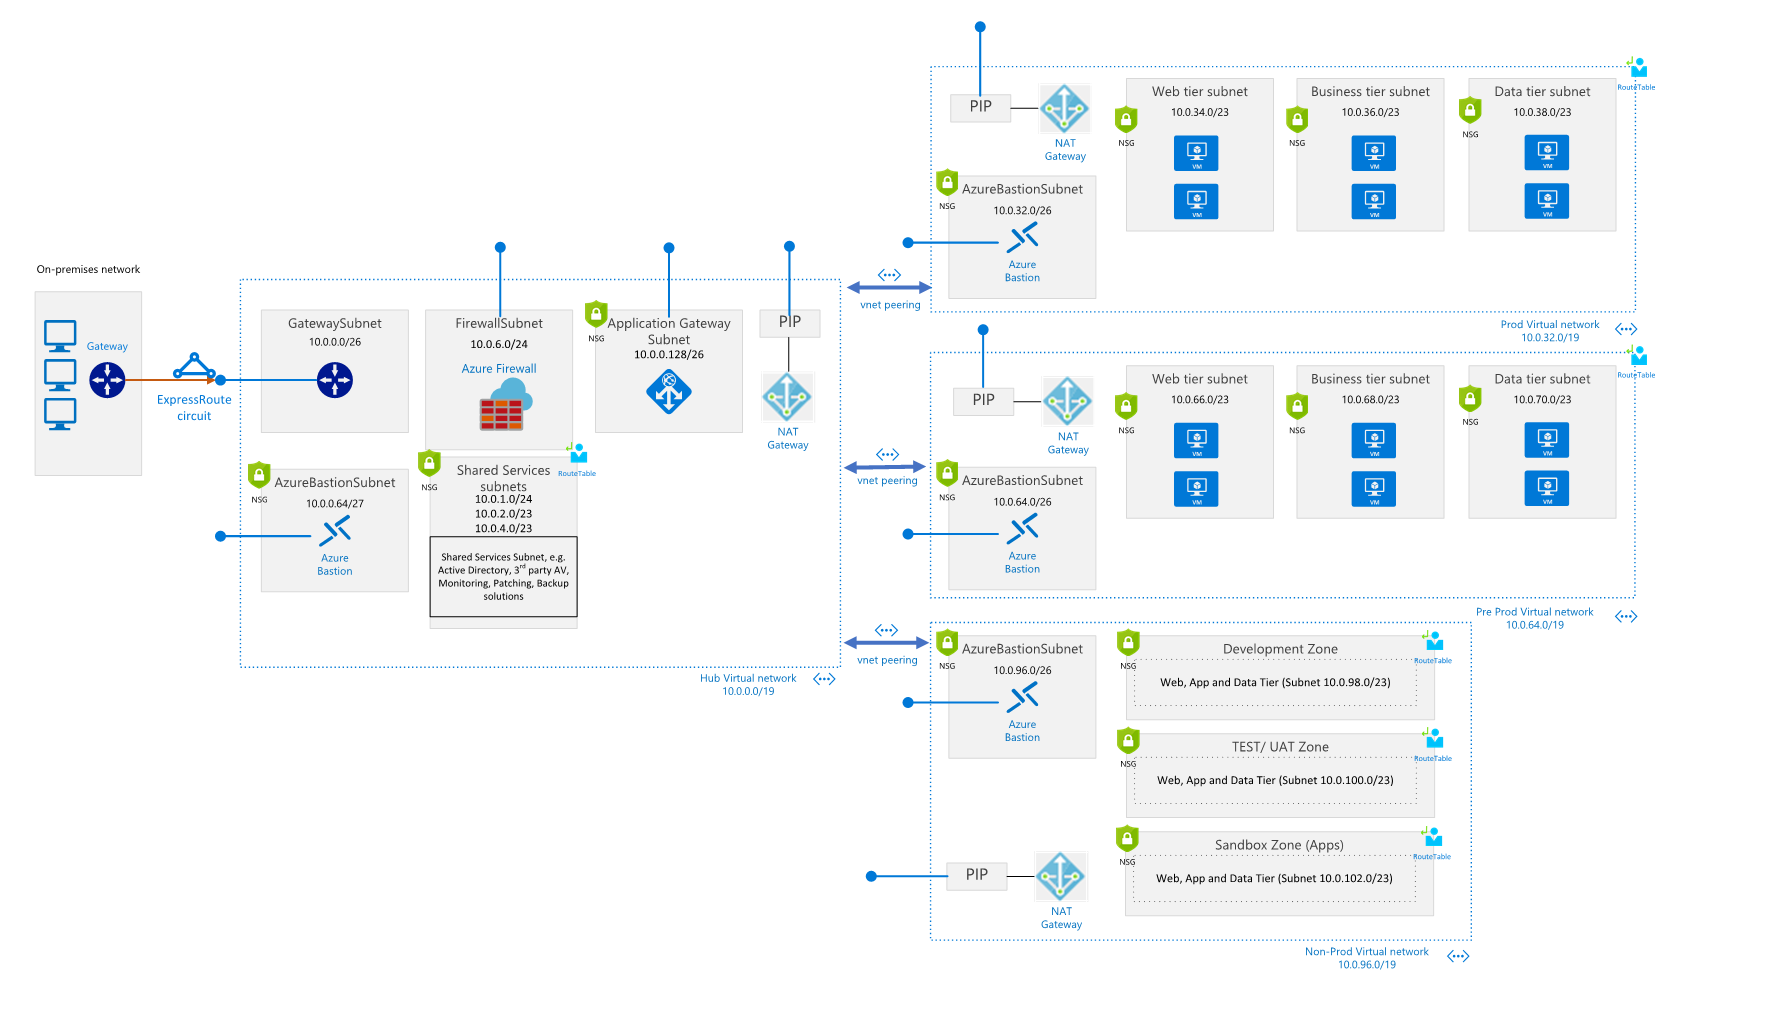 On-premises network
Gateway
ExpressRoute
circuit
GatewaySubnet
10.0.0.0/26
FirewallSubnet
10.0.6.0/24
Azure Firewall
NSG
Application Gateway
Subnet
10.0.0.128/26
PIP
NAT
Gateway
NSG
AzureBastionSubnet
10.0.0.64/27
Azure
Bastion
NSG
RouteTable
Shared Services
subnets
10.0.1.0/24
10.0.2.0/23
10.0.4.0/23
Shared Services Subnet, e.g.
Active Directory, 3rd party AV,
Monitoring, Patching, Backup
solutions
Hub Virtual network
10.0.0.0/19
vnet peering
vnet peering
vnet peering
PIP
NAT
Gateway
NSG
AzureBastionSubnet
10.0.32.0/26
Azure
Bastion
NSG
Web tier subnet
10.0.34.0/23
VM
VM
NSG
Business tier subnet
10.0.36.0/23
VM
VM
NSG
Data tier subnet
10.0.38.0/23
VM
VM
RouteTable
Prod Virtual network
10.0.32.0/19
PIP
NAT
Gateway
NSG
AzureBastionSubnet
10.0.64.0/26
Azure
Bastion
NSG
Web tier subnet
10.0.66.0/23
VM
VM
NSG
Business tier subnet
10.0.68.0/23
VM
VM
NSG
Data tier subnet
10.0.70.0/23
VM
VM
RouteTable
Pre Prod Virtual network
10.0.64.0/19
NSG
AzureBastionSubnet
10.0.96.0/26
Azure
Bastion
NSG
Development Zone
RouteTable
Web, App and Data Tier (Subnet 10.0.98.0/23)
NSG
TEST/ UAT Zone
RouteTable
Web, App and Data Tier (Subnet 10.0.100.0/23)
NSG
Sandbox Zone (Apps)
RouteTable
Web, App and Data Tier (Subnet 10.0.102.0/23)
PIP
NAT
Gateway
Non-Prod Virtual network
10.0.96.0/19